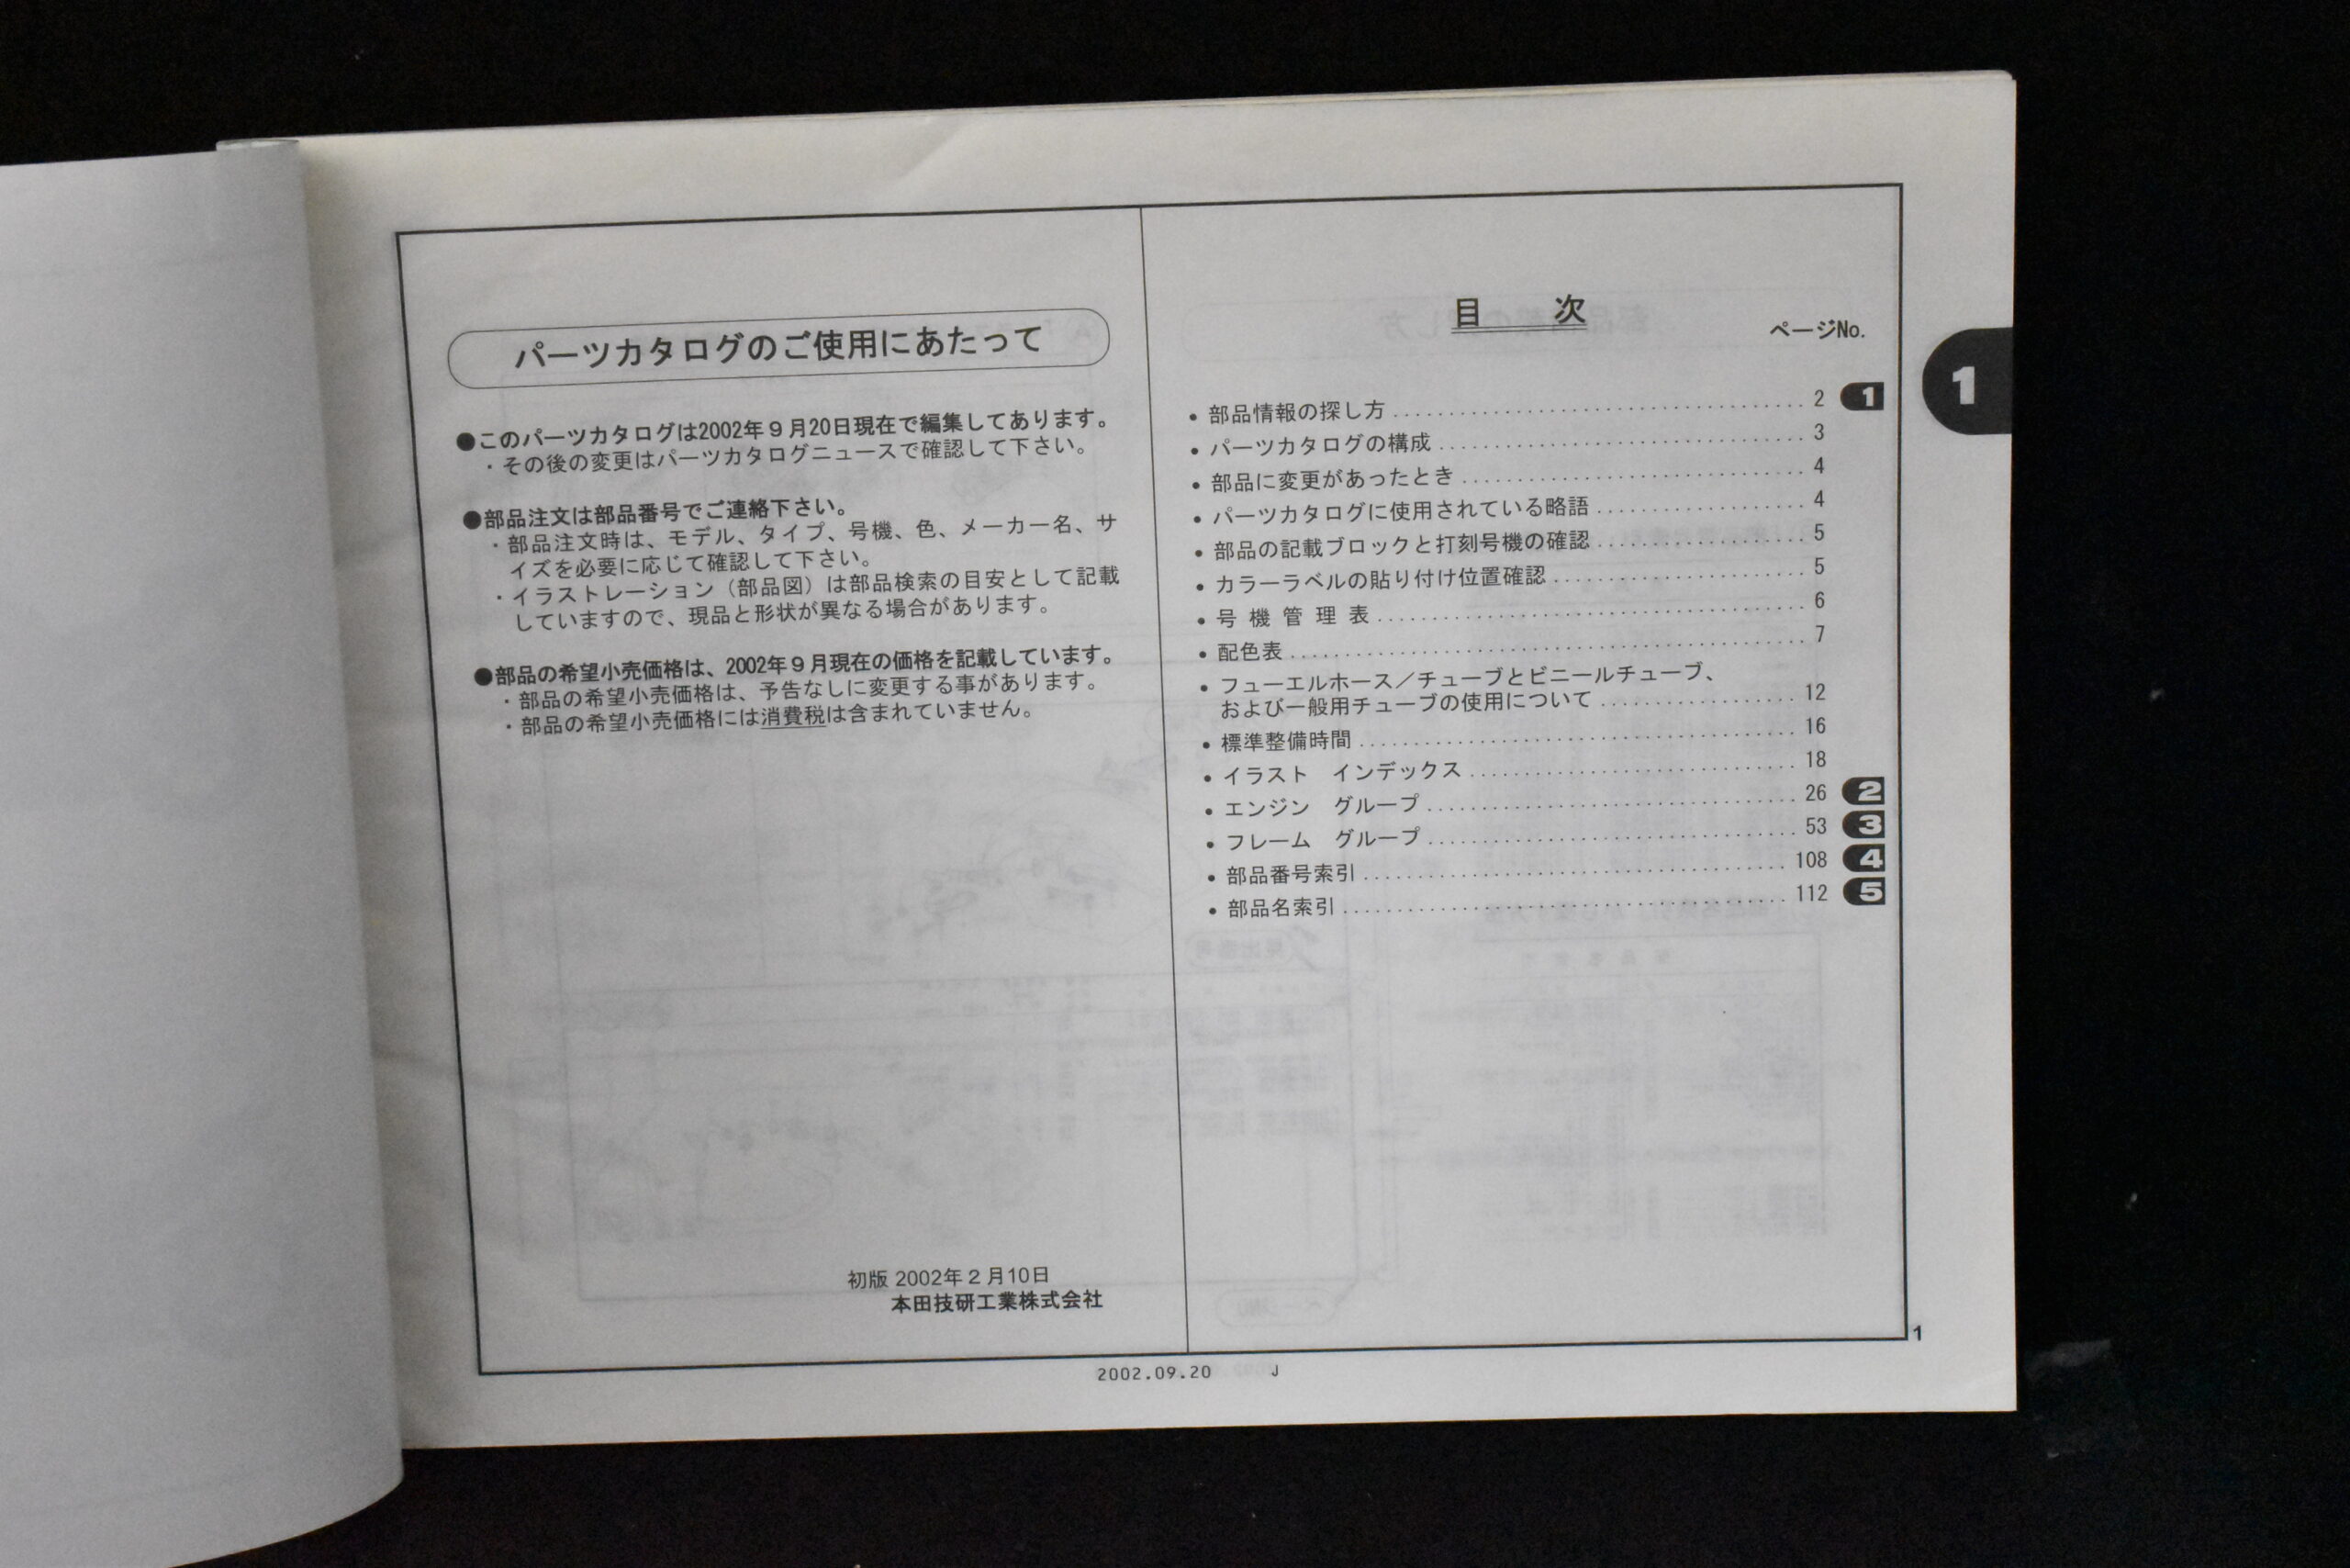 パーツカタログのご使用にあたって
●このパーツカタログは2002年9月20日現在で編集してあります。
・その後の変更はパーツカタログニュースで確認して下さい。
●部品注文は部品番号でご連絡下さい。
・部品注文時は、モデル、タイプ、号機、色、メーカー名、サ
イズを必要に応じて確認して下さい。
・イラストレーション（部品図）は部品検索の目安として記載
していますので、現品と形状が異なる場合があります。
●部品の希望小売価格は、2002年9月現在の価格を記載しています。
・部品の希望小売価格は、予告なしに変更する事があります。
・部品の希望小売価格には消費税は含まれていません。
初版 2002年2月10日
本田技研工業株式会社
目 次
ページNo.
• 部品情報の探し方 ........ 2 1
• パーツカタログの構成 ........ 3
• 部品に変更があったとき ........ 4
• パーツカタログに使用されている略語 ........ 4
• 部品の記載ブロックと打刻号機の確認 ........ 5
• カラーラベルの貼り付け位置確認 ........ 5
• 号 機 管 理 表 ........ 6
• 配色表 ........ 7
• フューエルホース／チューブとビニールチューブ、
および一般用チューブの使用について ........ 12
• 標準整備時間 ........ 16
• イラスト インデックス ........ 18
• エンジン グループ ........ 26 2
• フレーム グループ ........ 53 3
• 部品番号索引 ........ 108 4
• 部品名索引 ........ 112 5
1
1
2002.09.20 J